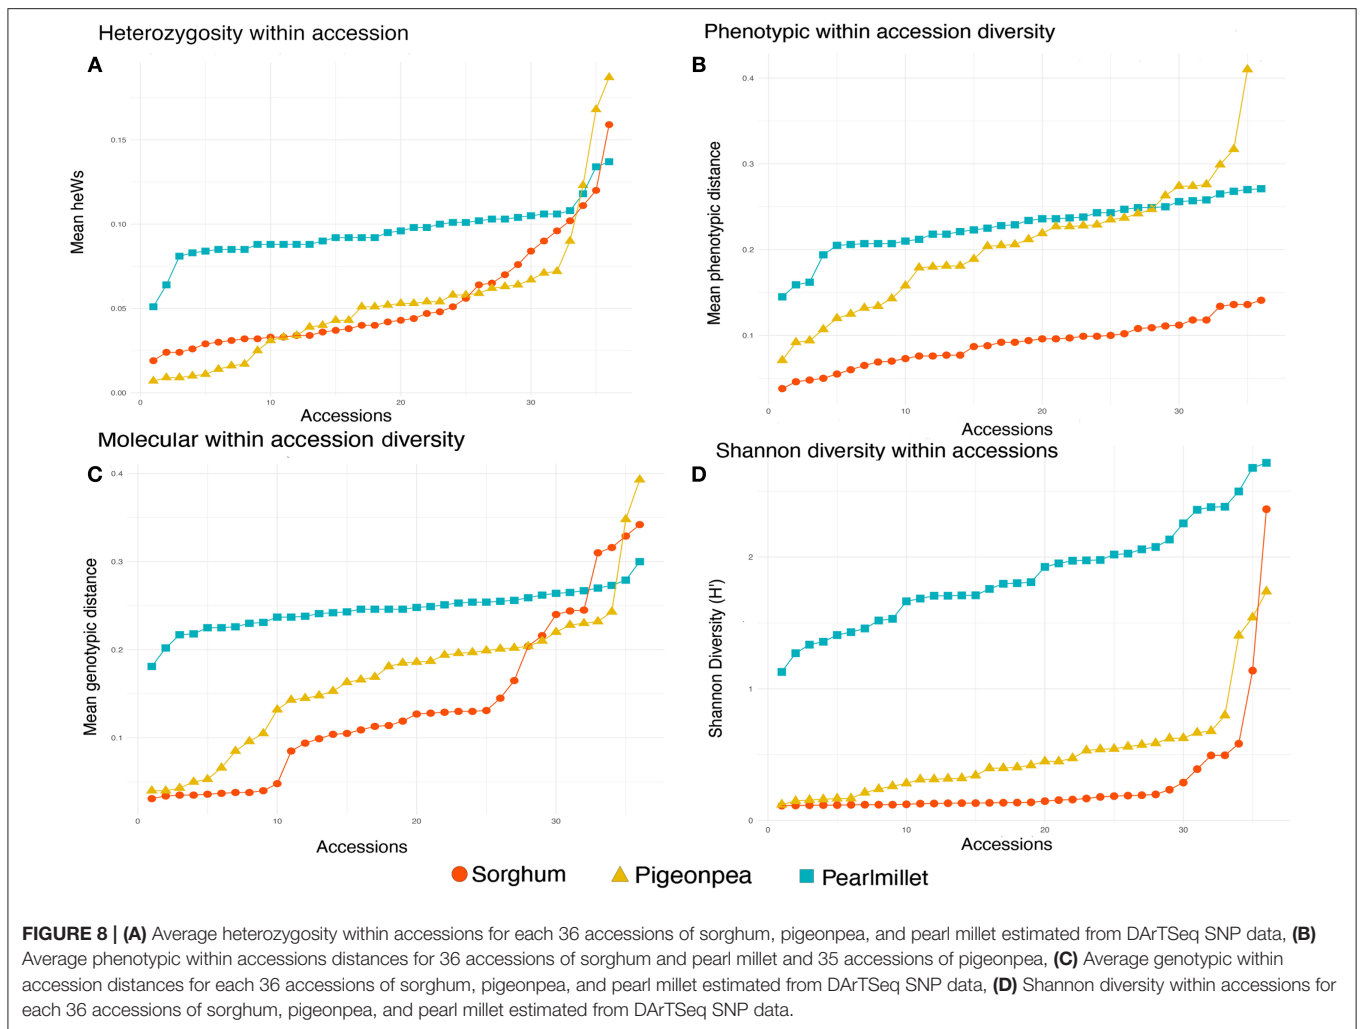 Heterozygosity within accession
A
Mean heWs
0.15
0.10
0.05
0.00
0
10
20
30
Accessions
Phenotypic within accession diversity
B
Mean phenotypic distance
0.4
0.3
0.2
0.1
0
10
20
30
Accessions
Molecular within accession diversity
C
Mean genotypic distance
0.4
0.3
0.2
0.1
0
10
20
30
Accessions
Shannon diversity within accessions
D
Shannon Diversity (H')
2
1
0
0
10
20
30
Accessions
Sorghum
Pigeonpea
Pearlmillet
FIGURE 8 | (A) Average heterozygosity within accessions for each 36 accessions of sorghum, pigeonpea, and pearl millet estimated from DArTSeq SNP data, (B)
Average phenotypic within accessions distances for 36 accessions of sorghum and pearl millet and 35 accessions of pigeonpea, (C) Average genotypic within
accession distances for each 36 accessions of sorghum, pigeonpea, and pearl millet estimated from DArTSeq SNP data, (D) Shannon diversity within accessions for
each 36 accessions of sorghum, pigeonpea, and pearl millet estimated from DArTSeq SNP data.